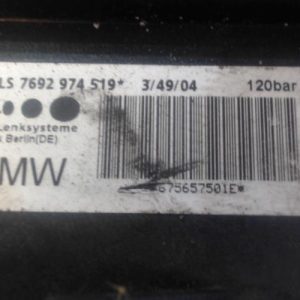 LS 7692 974 519* 3/49/04 120bar
Lenksysteme
Berlin(DE)
MW
675657501E*